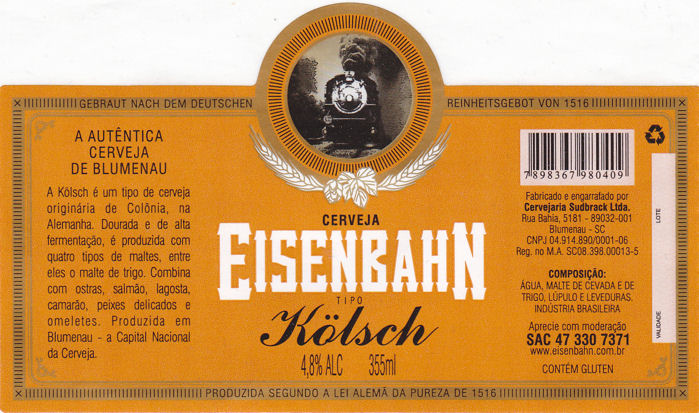 GEBRAUT NACH DEM DEUTSCHEN REINHEITSGEBOT VON 1516
A AUTÊNTICA
CERVEJA
DE BLUMENAU
A Kölsch é um tipo de cerveja
originária de Colônia, na
Alemanha. Dourada e de alta
fermentação, é produzida com
quatro tipos de maltes, entre
eles o malte de trigo. Combina
com ostras, salmão, lagosta,
camarão, peixes delicados e
omeletes. Produzida em
Blumenau - a Capital Nacional
da Cerveja.
CERVEJA
EISENBAHN
TIPO
Kölsch
4,8% ALC 355ml
7 898367 980409
Fabricado e engarrafado por
Cervejaria Sudbrack Ltda.
Rua Bahia, 5181 - 89032-001
Blumenau - SC
CNPJ 04.914.890/0001-06
Reg. no M.A. SC08.398.00013-5
COMPOSIÇÃO:
ÁGUA, MALTE DE CEVADA E DE
TRIGO, LÚPULO E LEVEDURAS.
INDÚSTRIA BRASILEIRA
Aprecie com moderação
SAC 47 330 7371
www.eisenbahn.com.br
CONTÉM GLUTEN
LOTE
VALIDADE
PRODUZIDA SEGUNDO A LEI ALEMÃ DA PUREZA DE 1516